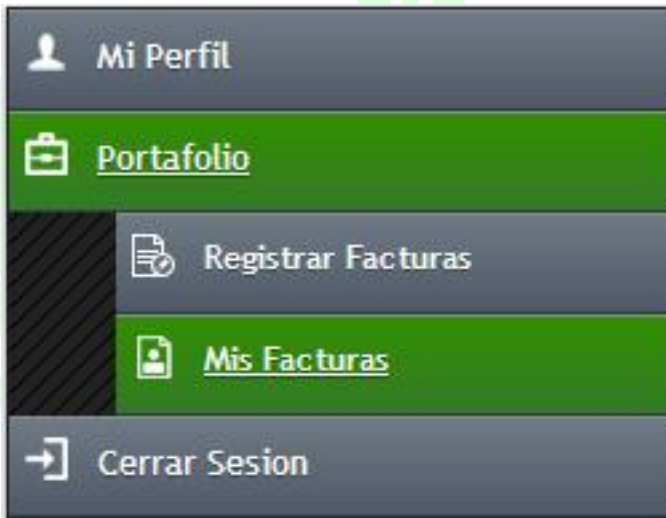 Mi Perfil
Portafolio
Registrar Facturas
Mis Facturas
Cerrar Sesion